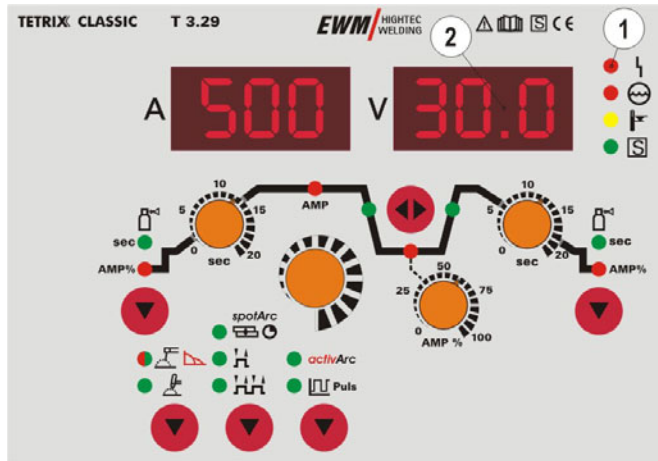 TETRIX CLASSIC T 3.29 EWM HIGHTEC WELDING S CE
1
2
A 500 V 30.0
S
10 10
5 15 AMP 5 15
sec 0 20 sec
sec 0 20 sec
AMP% AMP%
50
25 75
0 100
AMP %
spotArc
activArc
Puls